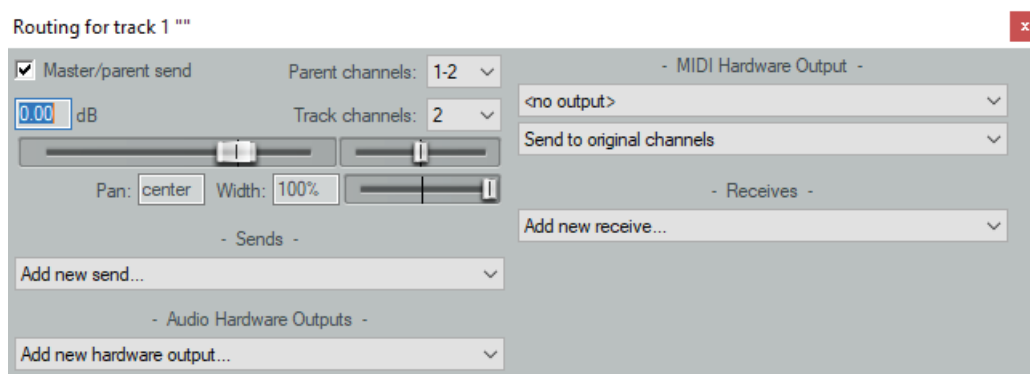 Routing for track 1 ""
x
Master/parent send
Parent channels: 1-2
0.00 dB
Track channels: 2
Pan: center Width: 100%
- Sends -
Add new send...
- Audio Hardware Outputs -
Add new hardware output...
- MIDI Hardware Output -
<no output>
Send to original channels
- Receives -
Add new receive...